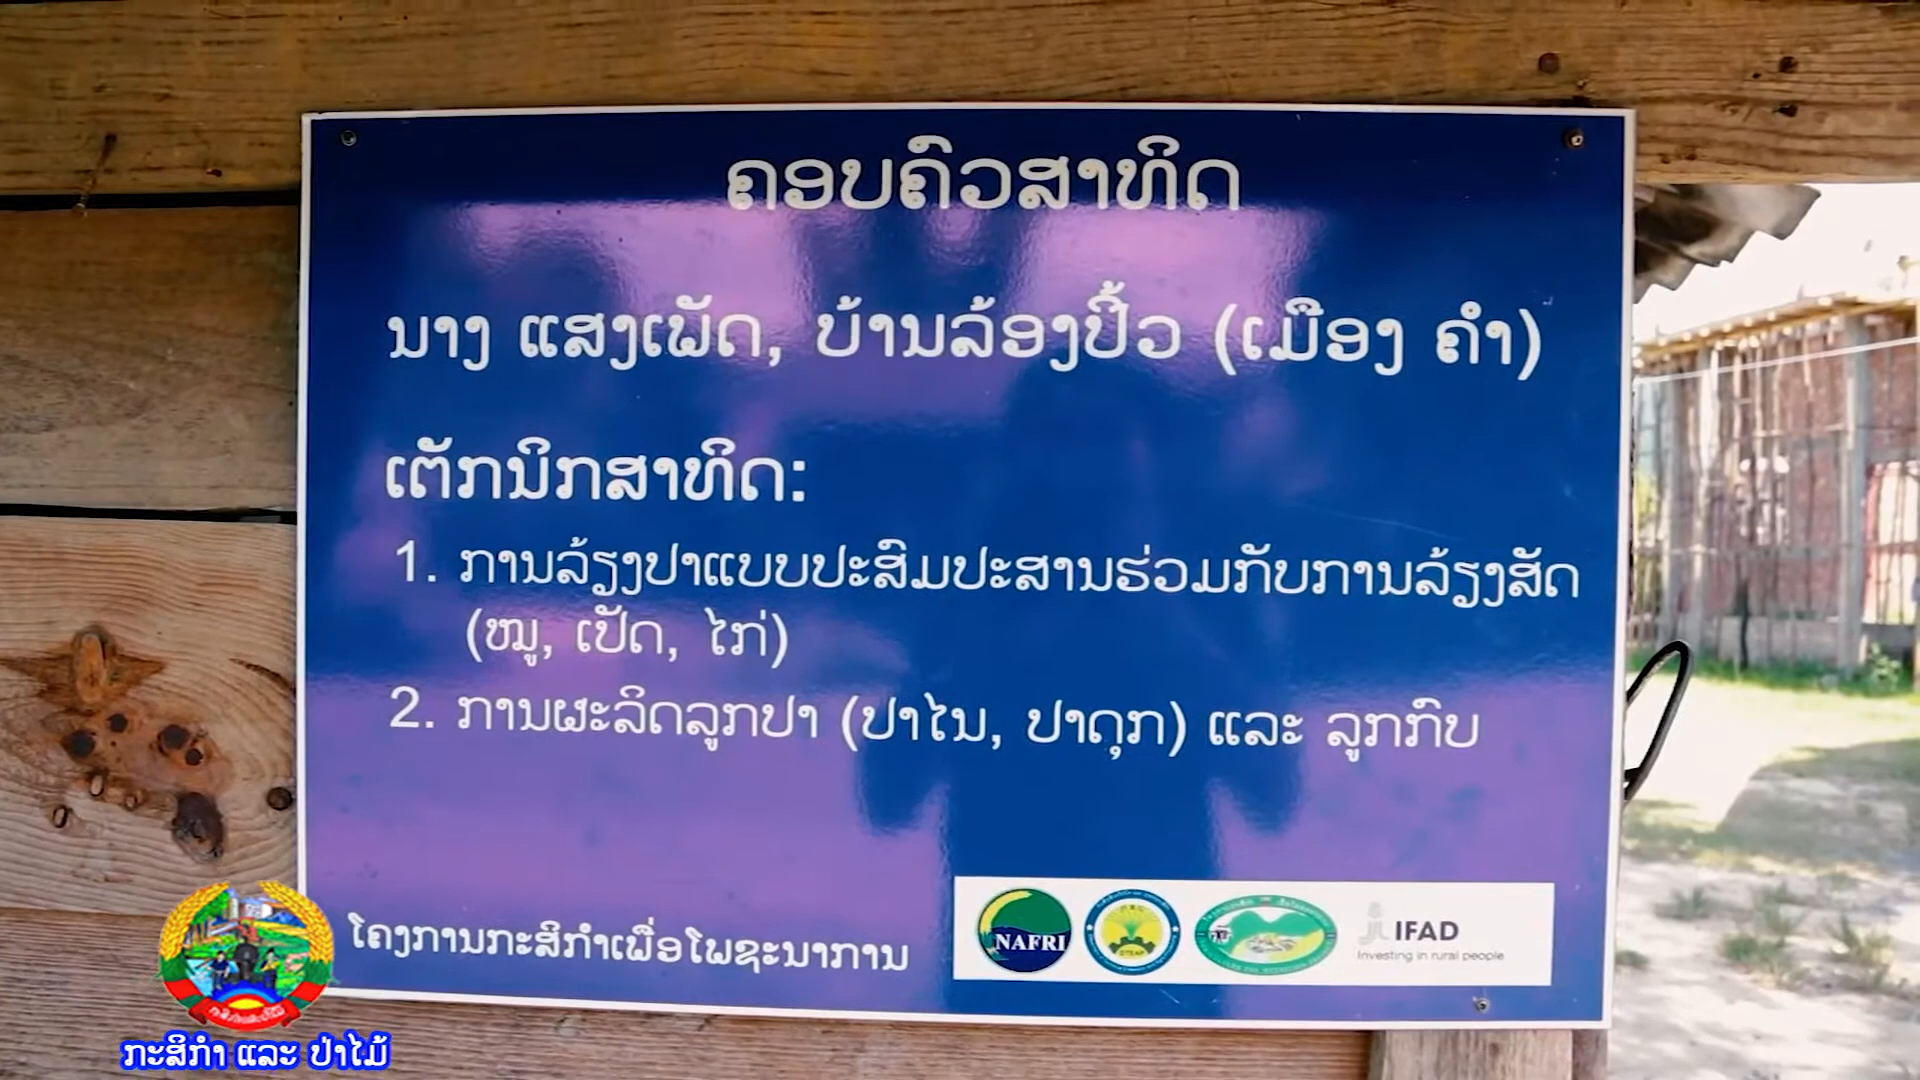 ຄອບຄົວສາທິດ
ນາງ ແສງເພັດ, ບ້ານລ້ອງປີ້ວ (ເມືອງ ຄຳ)
ເຕັກນິກສາທິດ:
1. ການລ້ຽງປາແບບປະສົມປະສານຮ່ວມກັບການລ້ຽງສັດ
(ໝູ, ເປັດ, ໄກ່)
2. ການຜະລິດລູກປາ (ປາໄນ, ປາດຸກ) ແລະ ລູກກົບ
ໂຄງການກະສິກຳເພື່ອໂພຊະນາການ
NAFRI
IFAD
Investing in rural people
ກະສິກຳ ແລະ ປ່າໄມ້